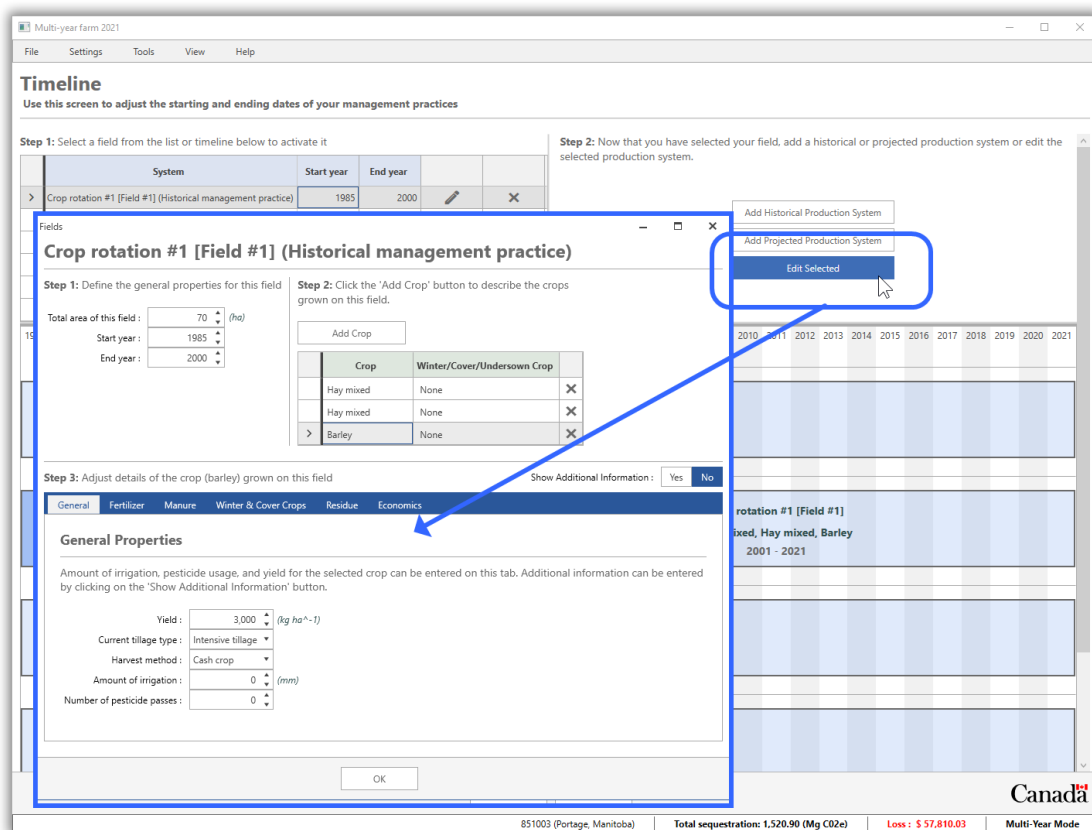 Multi-year farm 2021
File Settings Tools View Help
Timeline
Use this screen to adjust the starting and ending dates of your management practices
Step 1: Select a field from the list or timeline below to activate it
System Start year End year
Crop rotation #1 [Field #1] (Historical management practice) 1985 2000
Step 2: Now that you have selected your field, add a historical or projected production system or edit the
selected production system.
Add Historical Production System
Add Projected Production System
Edit Selected
Fields
Crop rotation #1 [Field #1] (Historical management practice)
Step 1: Define the general properties for this field
Total area of this field : 70 (ha)
Start year : 1985
End year : 2000
Step 2: Click the 'Add Crop' button to describe the crops
grown on this field.
Add Crop
Crop Winter/Cover/Undersown Crop
Hay mixed None
Hay mixed None
Barley None
Step 3: Adjust details of the crop (barley) grown on this field
Show Additional Information : Yes No
General Fertilizer Manure Winter & Cover Crops Residue Economics
General Properties
Amount of irrigation, pesticide usage, and yield for the selected crop can be entered on this tab. Additional information can be entered
by clicking on the 'Show Additional Information' button.
Yield : 3,000 (kg ha^-1)
Current tillage type : Intensive tillage
Harvest method : Cash crop
Amount of irrigation : 0 (mm)
Number of pesticide passes : 0
OK
2010 2011 2012 2013 2014 2015 2016 2017 2018 2019 2020 2021
rotation #1 [Field #1]
ixed, Hay mixed, Barley
2001 - 2021
Canada
851003 (Portage, Manitoba) Total sequestration: 1,520.90 (Mg C02e) Loss : $ 57,810.03 Multi-Year Mode